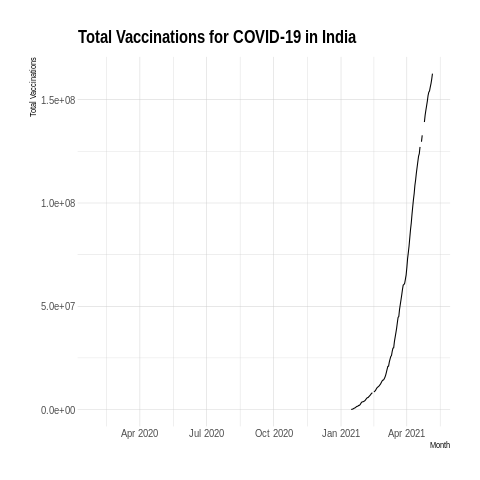 Total Vaccinations for COVID-19 in India
Total Vaccinations
1.5e+08
1.0e+08
5.0e+07
0.0e+00
Apr 2020 Jul 2020 Oct 2020 Jan 2021 Apr 2021
Month